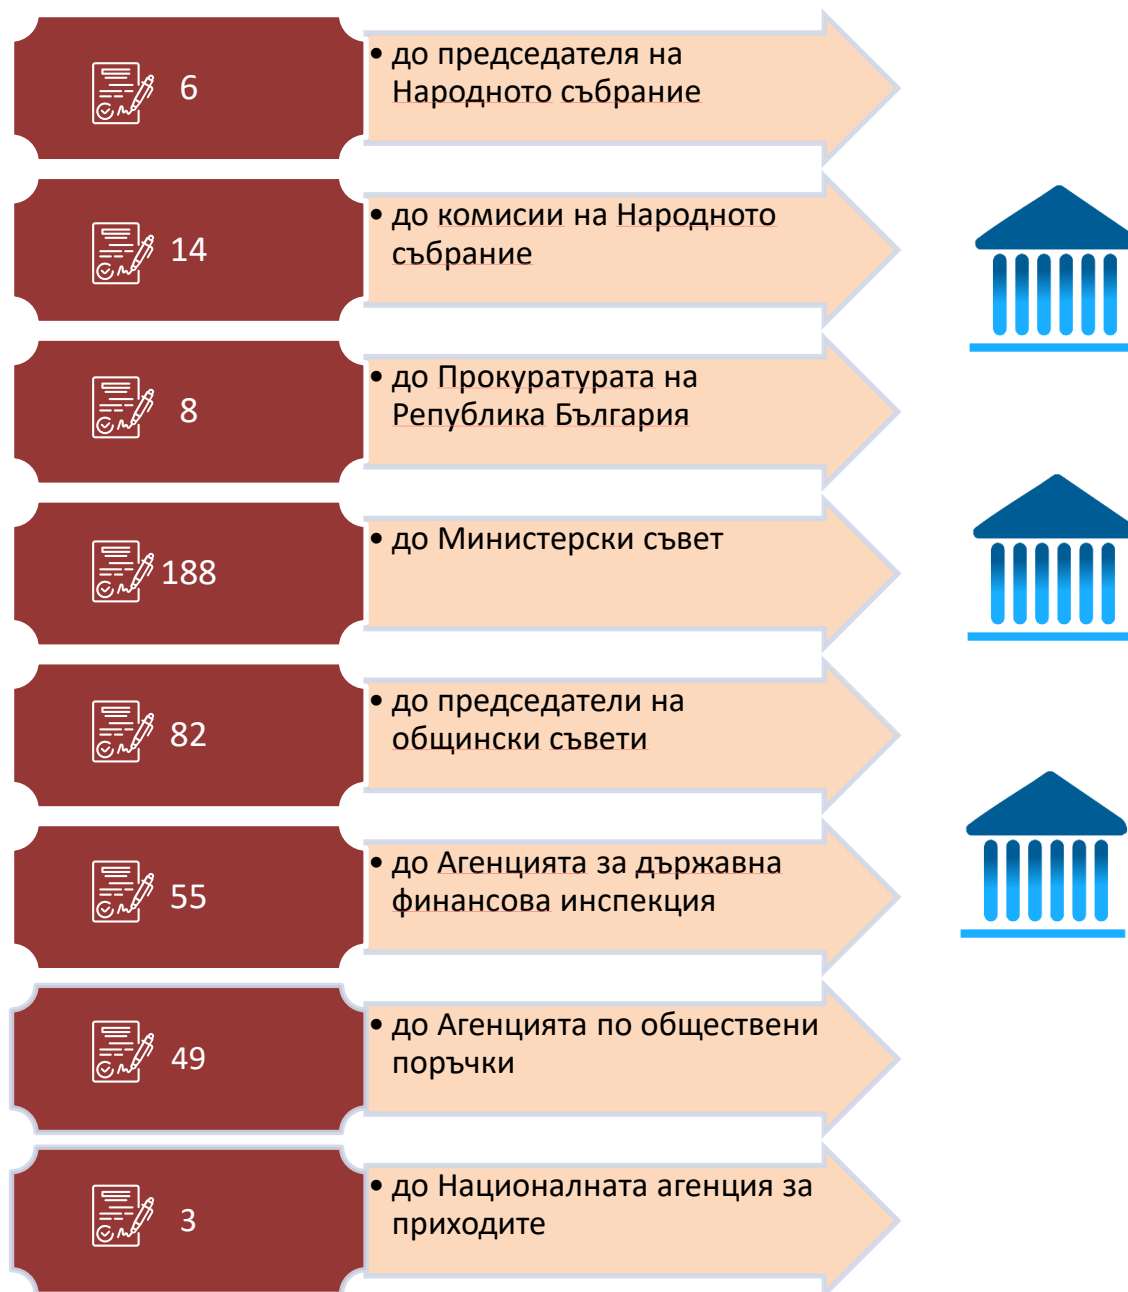 6
• до председателя на
Народното събрание
14
• до комисии на Народното
събрание
8
• до Прокуратурата на
Република България
188
• до Министерски съвет
82
• до председатели на
общински съвети
55
• до Агенцията за държавна
финансова инспекция
49
• до Агенцията по обществени
поръчки
3
• до Националната агенция за
приходите